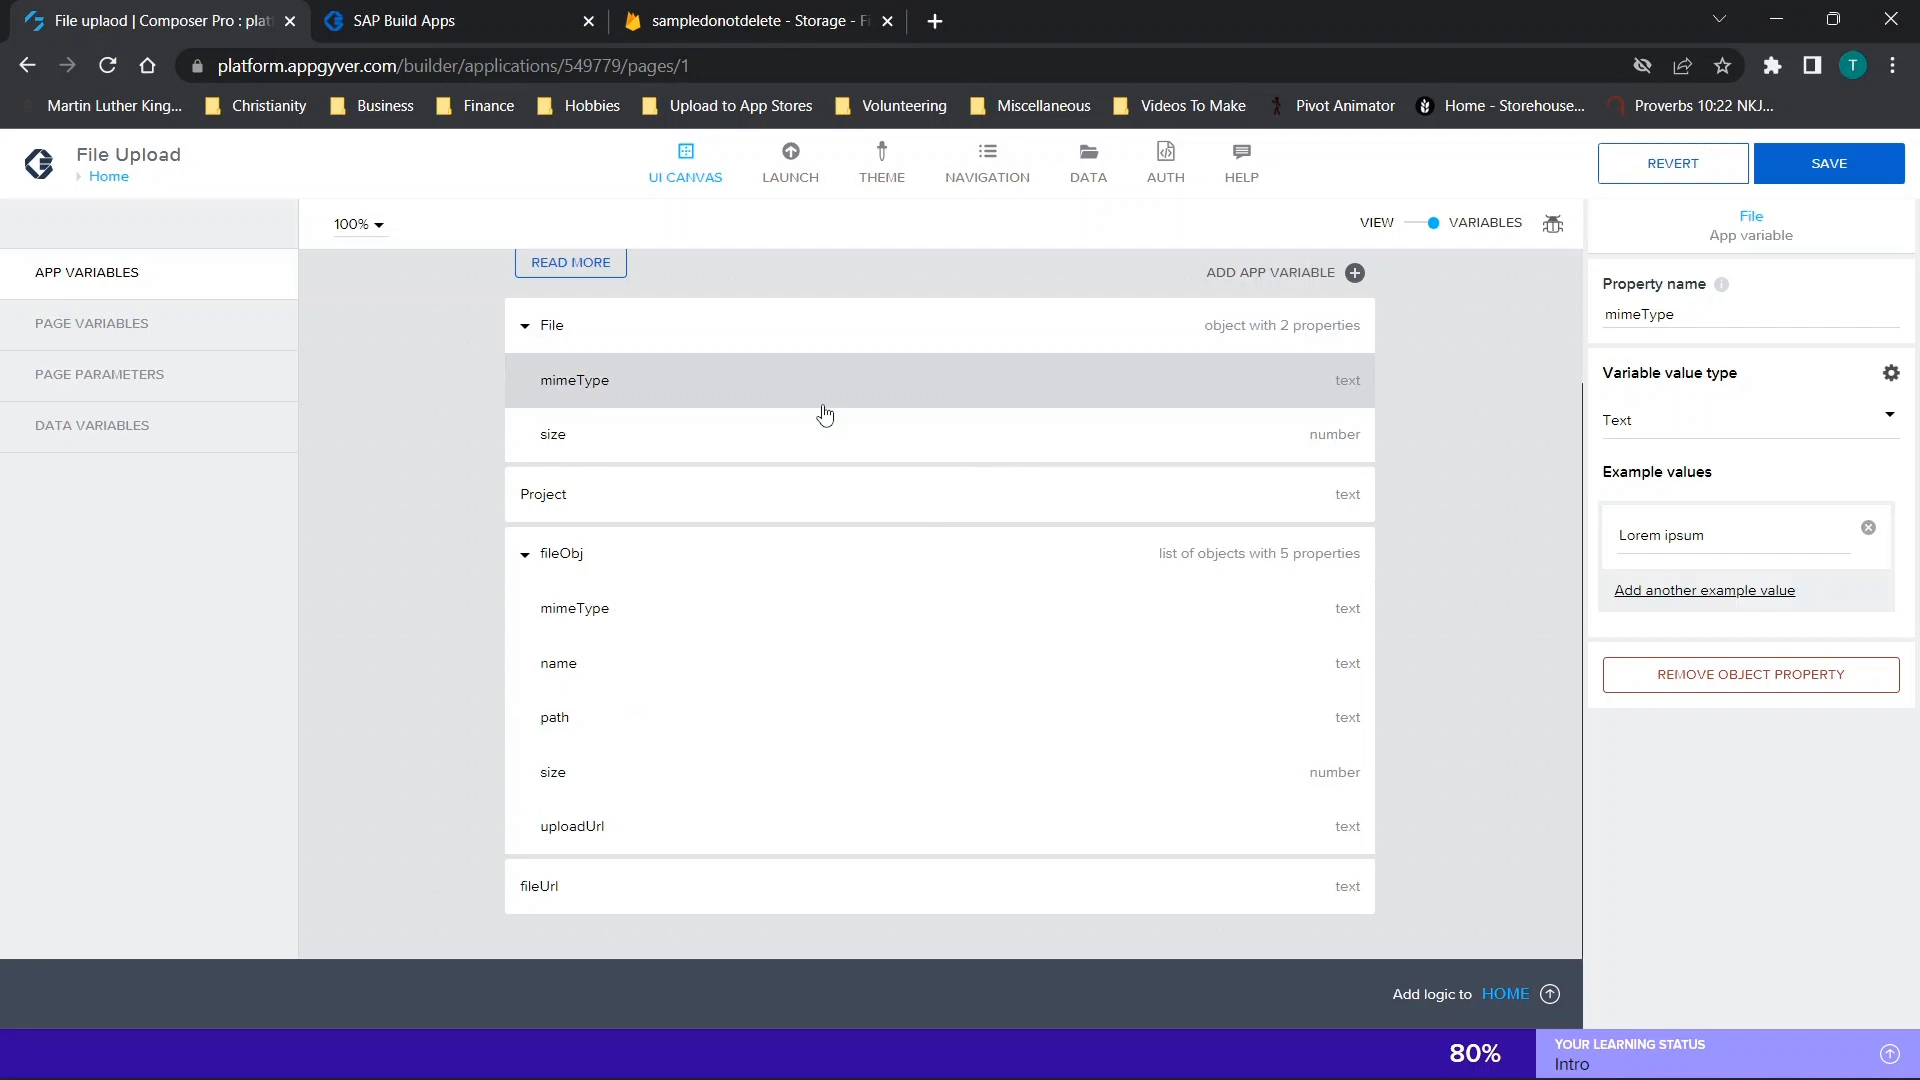 File uplaod | Composer Pro : plat
SAP Build Apps
sampledonotdelete - Storage - Fi
platform.appgyver.com/builder/applications/549779/pages/1
T
Martin Luther King...
Christianity
Business
Finance
Hobbies
Upload to App Stores
Volunteering
Miscellaneous
Videos To Make
Pivot Animator
Home - Storehouse...
Proverbs 10:22 NKJ...
File Upload
Home
UI CANVAS
LAUNCH
THEME
NAVIGATION
DATA
AUTH
HELP
REVERT
SAVE
100%
VIEW
VARIABLES
File
App variable
APP VARIABLES
PAGE VARIABLES
PAGE PARAMETERS
DATA VARIABLES
READ MORE
ADD APP VARIABLE
File object with 2 properties
mimeType text
size number
Project text
fileObj list of objects with 5 properties
mimeType text
name text
path text
size number
uploadUrl text
fileUrl text
Property name
mimeType
Variable value type
Text
Example values
Lorem ipsum
Add another example value
REMOVE OBJECT PROPERTY
Add logic to HOME
80%
YOUR LEARNING STATUS
Intro